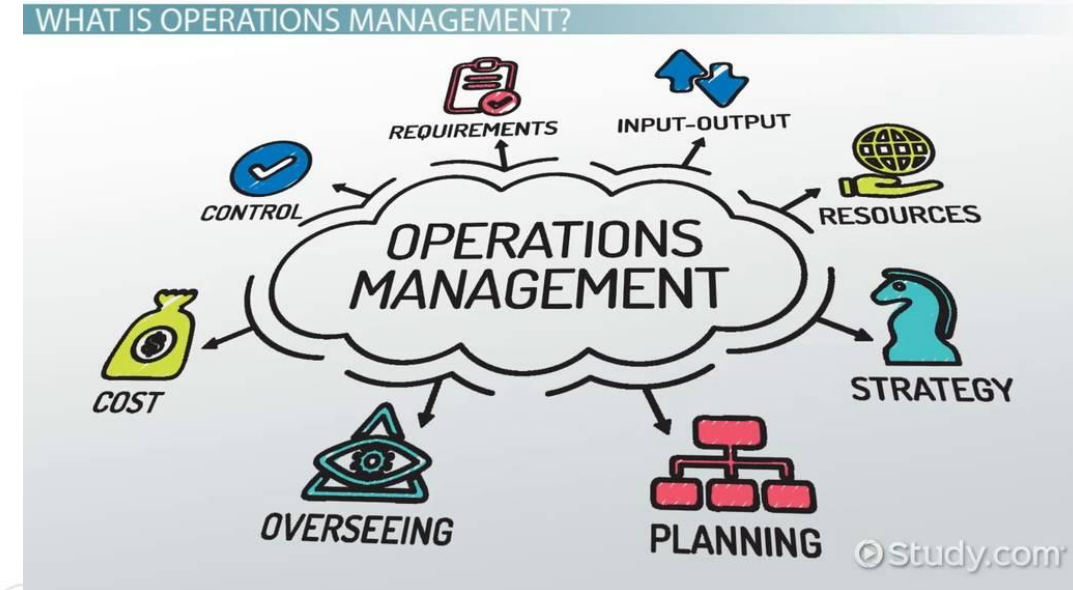 WHAT IS OPERATIONS MANAGEMENT?
REQUIREMENTS
INPUT-OUTPUT
CONTROL
RESOURCES
OPERATIONS
MANAGEMENT
COST
STRATEGY
OVERSEEING
PLANNING
Study.com